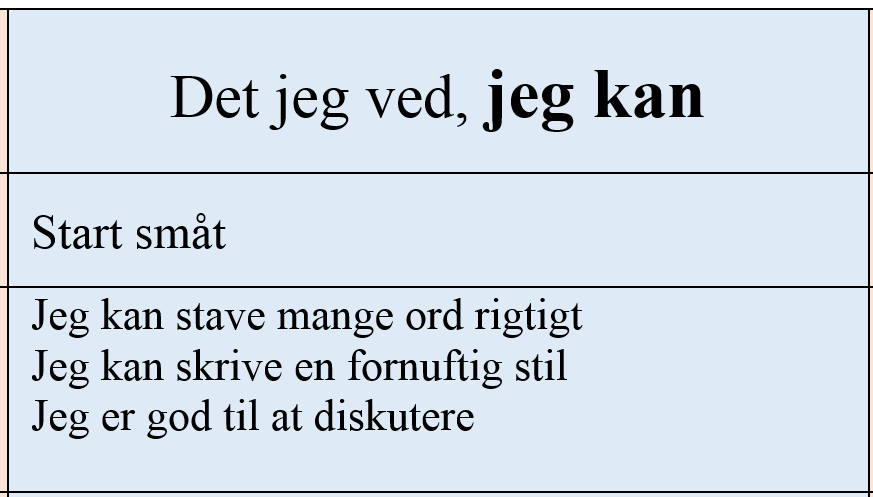 Det jeg ved, jeg kan
Start småt
Jeg kan stave mange ord rigtigt
Jeg kan skrive en fornuftig stil
Jeg er god til at diskutere